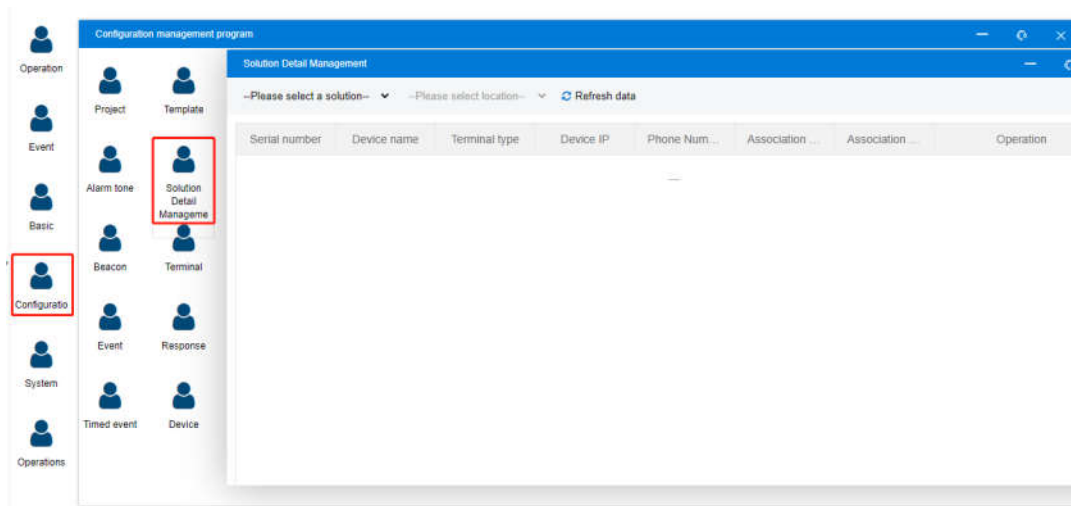 Operation
Event
Basic
Configuratio
System
Operations
Configuration management program
Project
Template
Alarm tone
Solution
Detail
Manageme
Beacon
Terminal
Event
Response
Timed event
Device
Solution Detail Management
--Please select a solution-- --Please select location-- Refresh data
Serial number Device name Terminal type Device IP Phone Num... Association ... Association ... Operation